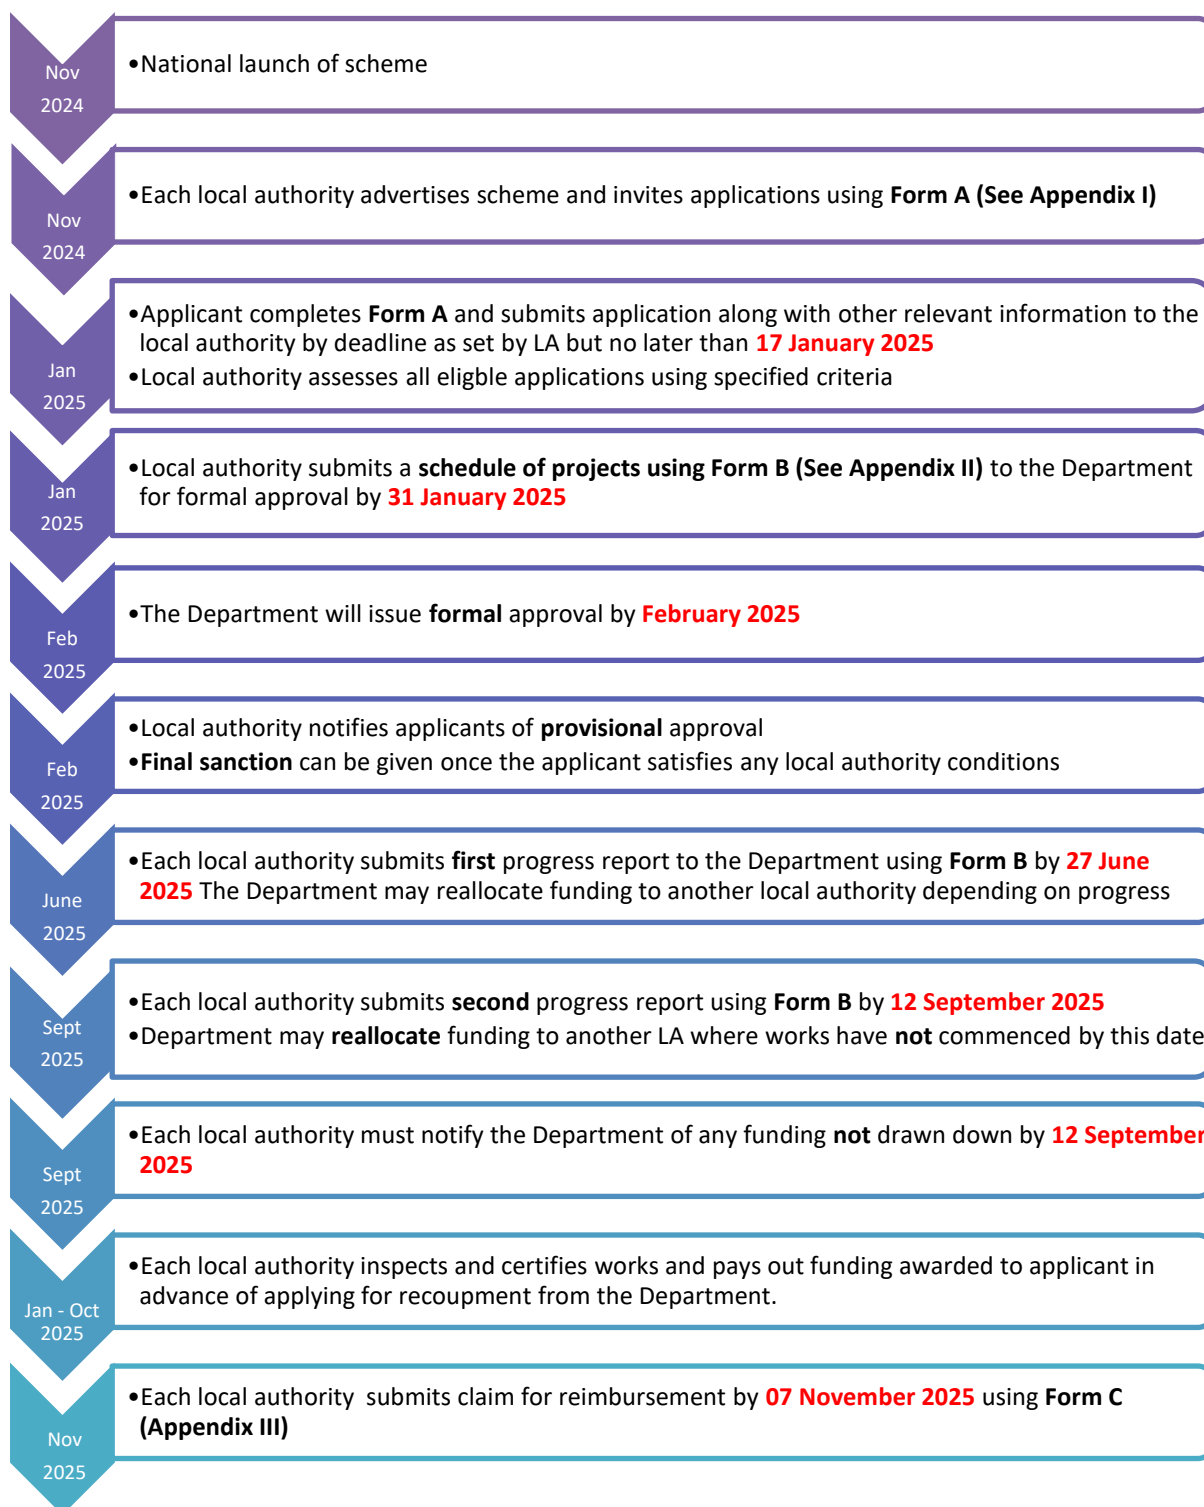 Nov
2024
•National launch of scheme
Nov
2024
•Each local authority advertises scheme and invites applications using Form A (See Appendix I)
Jan
2025
•Applicant completes Form A and submits application along with other relevant information to the
local authority by deadline as set by LA but no later than 17 January 2025
•Local authority assesses all eligble applications using specified criteria
Jan
2025
•Local authority submits a schedule of projects using Form B (See Appendix II) to the Department
for formal approval by 31 January 2025
Feb
2025
•The Department will issue formal approval by February 2025
Feb
2025
•Local authority notifies applicants of provisional approval
•Final sanction can be given once the applicant satisfies any local authority conditions
June
2025
•Each local authority submits first progress report to the Department using Form B by 27 June
2025 The Department may reallocate funding to another local authority depending on progress
Sept
2025
•Each local authority submits second progress report using Form B by 12 September 2025
•Department may reallocate funding to another LA where works have not commenced by this date
Sept
2025
•Each local authority must notify the Department of any funding not drawn down by 12 September
2025
Jan - Oct
2025
•Each local authority inspects and certifies works and pays out funding awarded to applicant in
advance of applying for recoupment from the Department.
Nov
2025
•Each local authority submits claim for reimbursement by 07 November 2025 using Form C
(Appendix III)